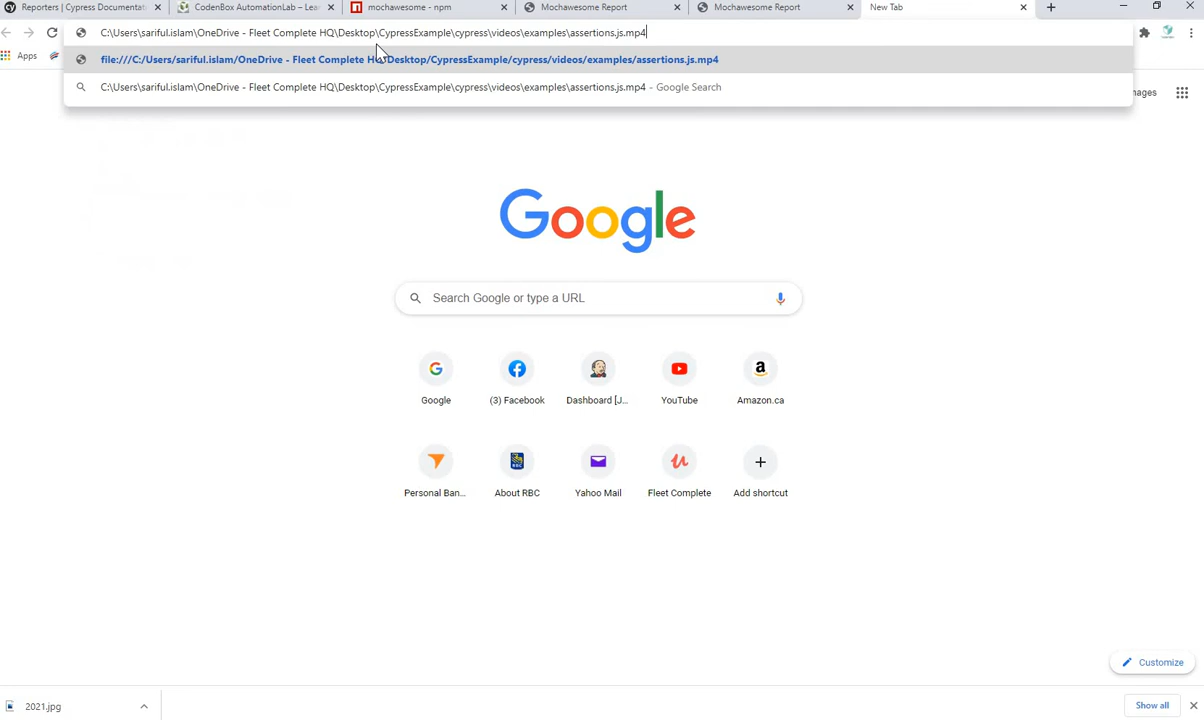 Reporters | Cypress Documentat
CodenBox AutomationLab – Lea
mochawesome - npm
Mochawesome Report
Mochawesome Report
New Tab
C:\Users\sariful.islam\OneDrive - Fleet Complete HQ\Desktop\CypressExample\cypress\videos\examples\assertions.js.mp4
Apps
file:///C:/Users/sariful.islam/OneDrive - Fleet Complete HQ/Desktop/CypressExample/cypress/videos/examples/assertions.js.mp4
C:\Users\sariful.islam\OneDrive - Fleet Complete HQ\Desktop\CypressExample\cypress\videos\examples\assertions.js.mp4 - Google Search
mages
Google
Search Google or type a URL
Google
(3) Facebook
Dashboard [J...
YouTube
Amazon.ca
Personal Ban...
About RBC
Yahoo Mail
Fleet Complete
Add shortcut
Customize
2021.jpg
Show all